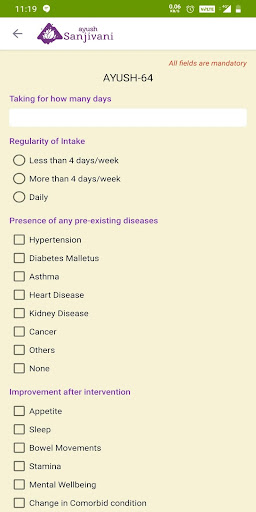 11:19
0.06
KB/S
ayush
Sanjivani
All fields are mandatory
AYUSH-64
Taking for how many days
Regularity of Intake
Less than 4 days/week
More than 4 days/week
Daily
Presence of any pre-existing diseases
Hypertension
Diabetes Malletus
Asthma
Heart Disease
Kidney Disease
Cancer
Others
None
Improvement after intervention
Appetite
Sleep
Bowel Movements
Stamina
Mental Wellbeing
Change in Comorbid condition